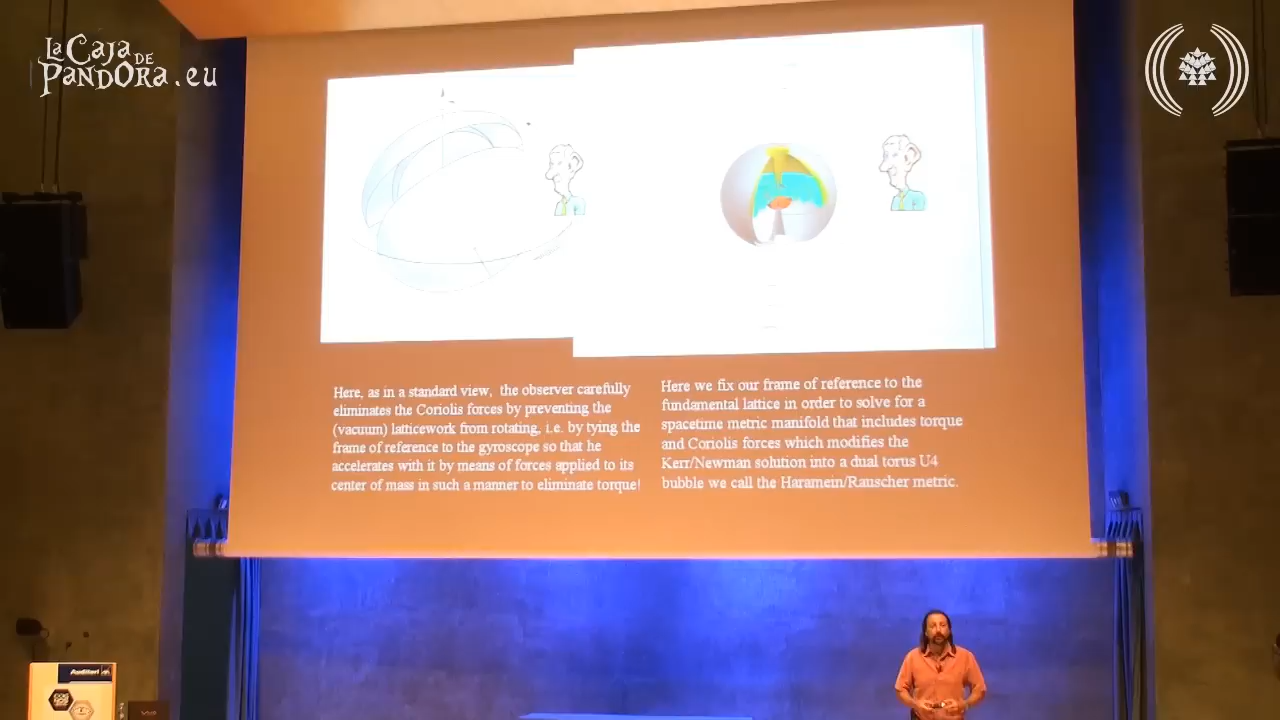 La Caja
DE
Pandora.eu
Here, as in a standard view, the observer carefully
eliminates the Coriolis forces by preventing the
(vacuum) latticework from rotating, i.e. by tying the
frame of reference to the gyroscope so that he
accelerates with it by means of forces applied to its
center of mass in such a manner to eliminate torque!
Here we fix our frame of reference to the
fundamental lattice in order to solve for a
spacetime metric manifold that includes torque
and Coriolis forces which modifies the
Kerr/Newman solution into a dual torus U4
bubble we call the Haramein/Rauscher metric.
Auditori